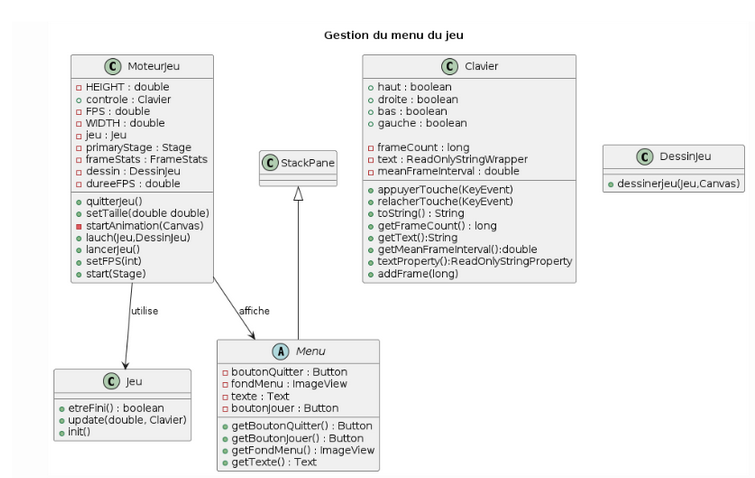 Gestion du menu du jeu
C MoteurJeu
HEIGHT : double
controle : Clavier
FPS : double
WIDTH : double
jeu : Jeu
primaryStage : Stage
frameStats : FrameStats
dessin : DessinJeu
dureeFPS : double
quitterJeu()
setTaille(double double)
startAnimation(Canvas)
lauch(Jeu,DessinJeu)
lancerJeu()
setFPS(int)
start(Stage)
C StackPane
C Clavier
haut : boolean
droite : boolean
bas : boolean
gauche : boolean
frameCount : long
text : ReadOnlyStringWrapper
meanFrameInterval : double
appuyerTouche(KeyEvent)
relacherTouche(KeyEvent)
toString() : String
getFrameCount() : long
getText():String
getMeanFrameInterval():double
textProperty():ReadOnlyStringProperty
addFrame(long)
C DessinJeu
dessinerjeu(Jeu,Canvas)
utilise
affiche
C Jeu
etreFini() : boolean
update(double, Clavier)
init()
A Menu
boutonQuitter : Button
fondMenu : ImageView
texte : Text
boutonJouer : Button
getBoutonQuitter() : Button
getBoutonJouer() : Button
getFondMenu() : ImageView
getTexte() : Text